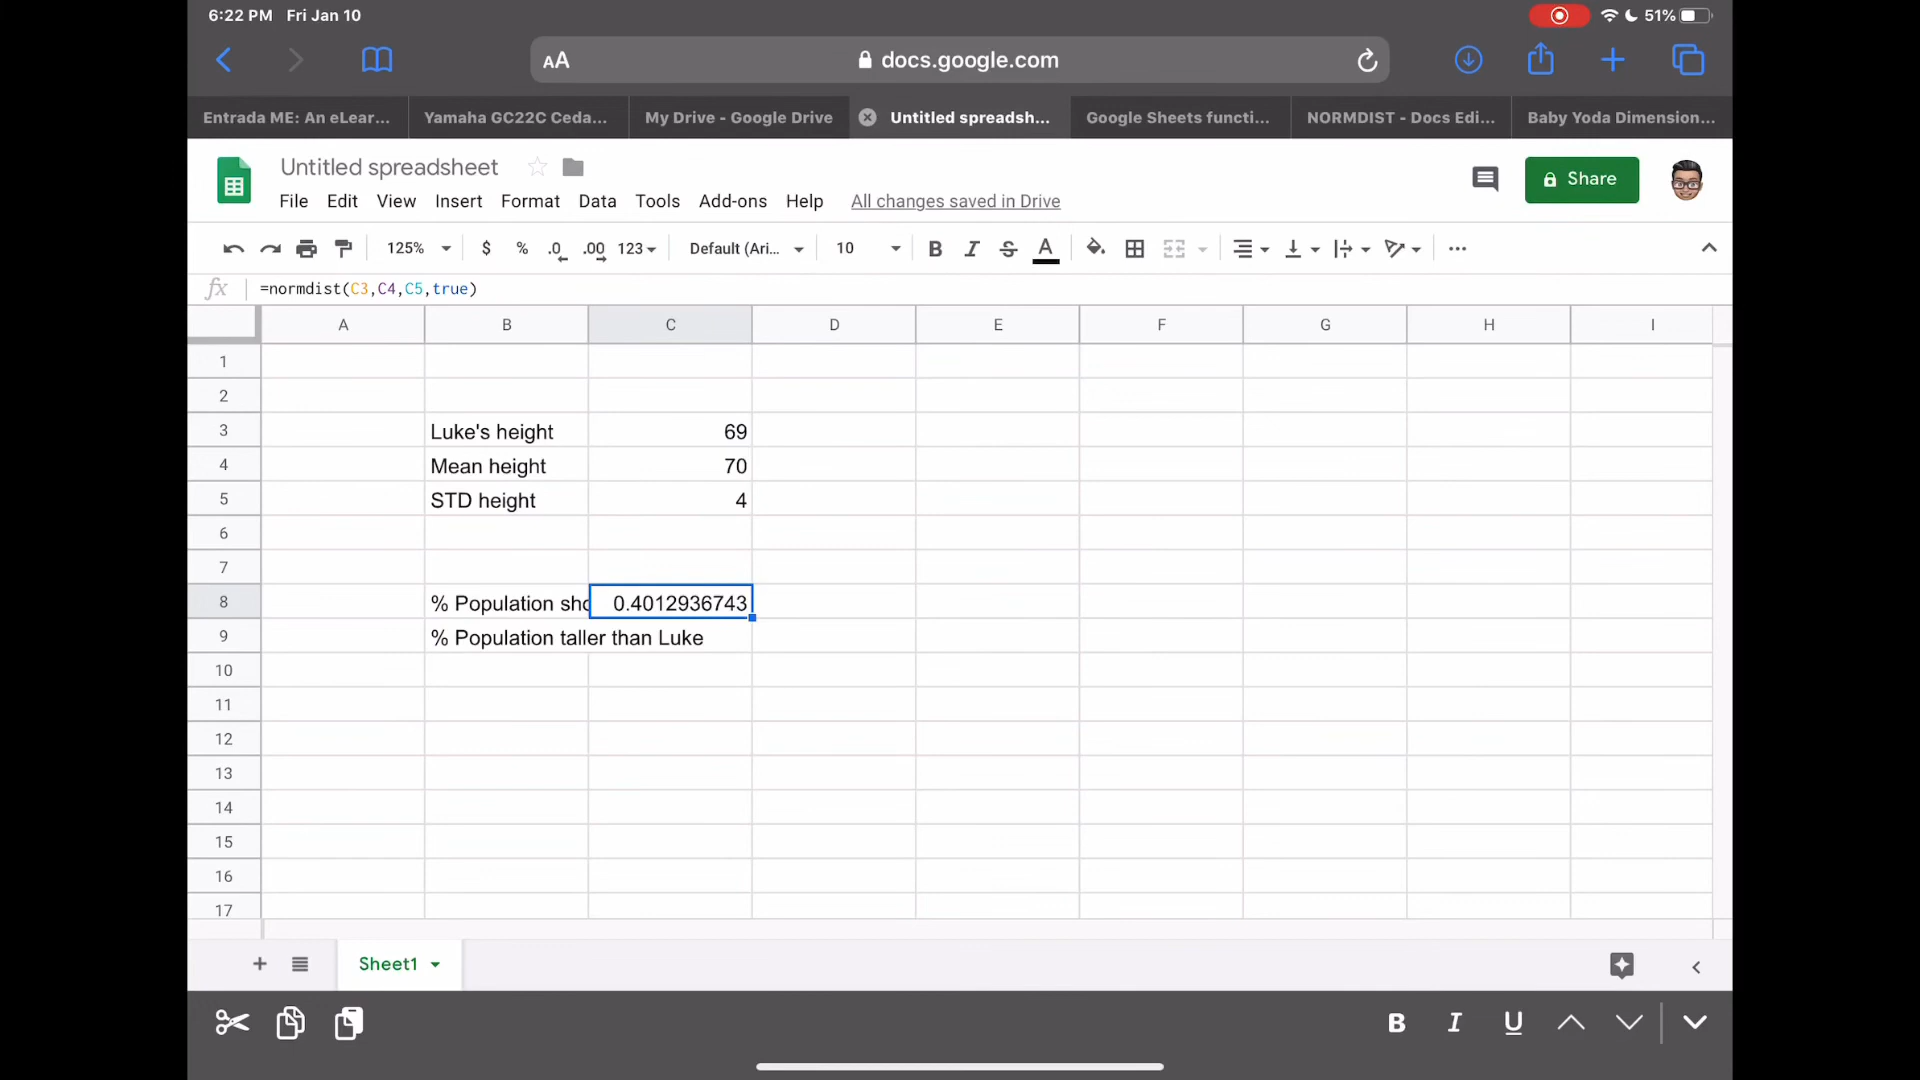 6:22 PM Fri Jan 10 51%
AA docs.google.com
Entrada ME: An eLear... Yamaha GC22C Ceda... My Drive - Google Drive Untitled spreadsh... Google Sheets functi... NORMDIST - Docs Edi... Baby Yoda Dimension...
Untitled spreadsheet
Share
File Edit View Insert Format Data Tools Add-ons Help All changes saved in Drive
125% $ % .0 .00 123 Default (Ari... 10 B I S A
fx =normdist(C3,C4,C5,true)
A B C D E F G H I
1
2
3 Luke's height 69
4 Mean height 70
5 STD height 4
6
7
8 % Population sho 0.4012936743
9 % Population taller than Luke
10
11
12
13
14
15
16
17
+ Sheet1
B I U